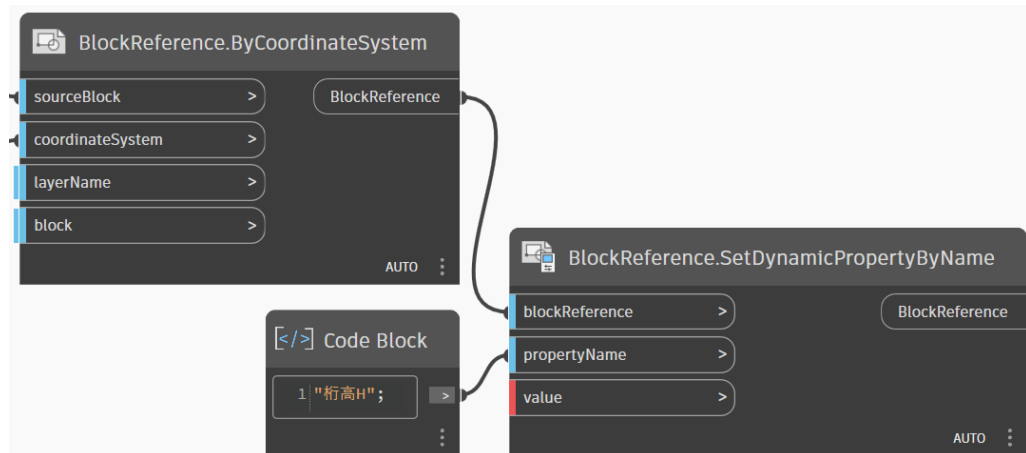 BlockReference.ByCoordinateSystem
sourceBlock > BlockReference
coordinateSystem >
layerName >
block >
AUTO
BlockReference.SetDynamicPropertyByName
blockReference > BlockReference
propertyName >
value >
AUTO
[</>] Code Block
1 "桁高H"; >